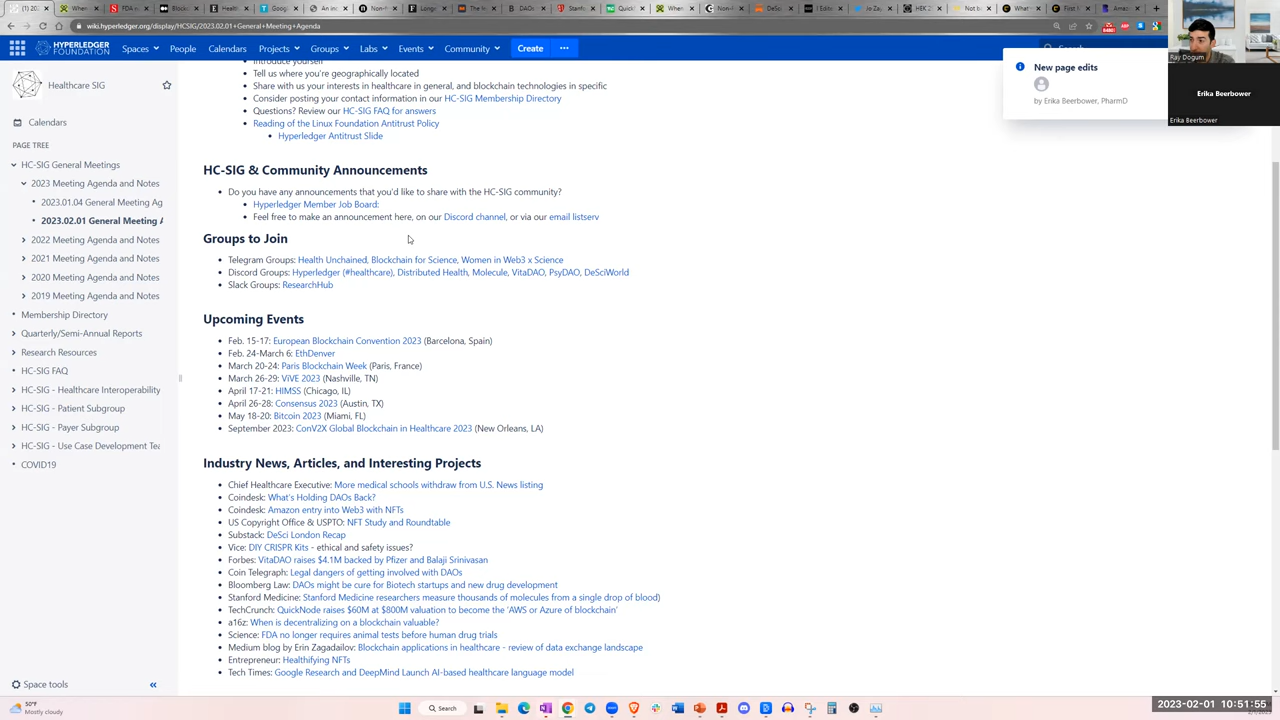 wiki.hyperledger.org/display/HCSIG/2023.02.01+General+Meeting+Agenda
HYPERLEDGER
FOUNDATION
Spaces
People
Calendars
Projects
Groups
Labs
Events
Community
Create
Healthcare SIG
Calendars
PAGE TREE
HC-SIG General Meetings
2023 Meeting Agenda and Notes
2023.01.04 General Meeting Ag
2023.02.01 General Meeting A
2022 Meeting Agenda and Notes
2021 Meeting Agenda and Notes
2020 Meeting Agenda and Notes
2019 Meeting Agenda and Notes
Membership Directory
Quarterly/Semi-Annual Reports
Research Resources
HC-SIG FAQ
HC-SIG - Healthcare Interoperability
HC-SIG - Patient Subgroup
HC-SIG - Payer Subgroup
HC-SIG - Use Case Development Tea
COVID19
Space tools
Introduce yourself
Tell us where you're geographically located
Share with us your interests in healthcare in general, and blockchain technologies in specific
Consider posting your contact information in our HC-SIG Membership Directory
Questions? Review our HC-SIG FAQ for answers
Reading of the Linux Foundation Antitrust Policy
Hyperledger Antitrust Slide
HC-SIG & Community Announcements
Do you have any announcements that you'd like to share with the HC-SIG community?
Hyperledger Member Job Board:
Feel free to make an announcement here, on our Discord channel, or via our email listserv
Groups to Join
Telegram Groups: Health Unchained, Blockchain for Science, Women in Web3 x Science
Discord Groups: Hyperledger (#healthcare), Distributed Health, Molecule, VitaDAO, PsyDAO, DeSciWorld
Slack Groups: ResearchHub
Upcoming Events
Feb. 15-17: European Blockchain Convention 2023 (Barcelona, Spain)
Feb. 24-March 6: EthDenver
March 20-24: Paris Blockchain Week (Paris, France)
March 26-29: ViVE 2023 (Nashville, TN)
April 17-21: HIMSS (Chicago, IL)
April 26-28: Consensus 2023 (Austin, TX)
May 18-20: Bitcoin 2023 (Miami, FL)
September 2023: ConV2X Global Blockchain in Healthcare 2023 (New Orleans, LA)
Industry News, Articles, and Interesting Projects
Chief Healthcare Executive: More medical schools withdraw from U.S. News listing
Coindesk: What's Holding DAOs Back?
Coindesk: Amazon entry into Web3 with NFTs
US Copyright Office & USPTO: NFT Study and Roundtable
Substack: DeSci London Recap
Vice: DIY CRISPR Kits - ethical and safety issues?
Forbes: VitaDAO raises $4.1M backed by Pfizer and Balaji Srinivasan
Coin Telegraph: Legal dangers of getting involved with DAOs
Bloomberg Law: DAOs might be cure for Biotech startups and new drug development
Stanford Medicine: Stanford Medicine researchers measure thousands of molecules from a single drop of blood)
TechCrunch: QuickNode raises $60M at $800M valuation to become the 'AWS or Azure of blockchain'
a16z: When is decentralizing on a blockchain valuable?
Science: FDA no longer requires animal tests before human drug trials
Medium blog by Erin Zagadailov: Blockchain applications in healthcare - review of data exchange landscape
Entrepreneur: Healthifying NFTs
Tech Times: Google Research and DeepMind Launch AI-based healthcare language model
New page edits
by Erika Beerbower, PharmD
Ray Dogum
Erika Beerbower
Erika Beerbower
50°F
Mostly cloudy
Search
2023-02-01 10:51:55